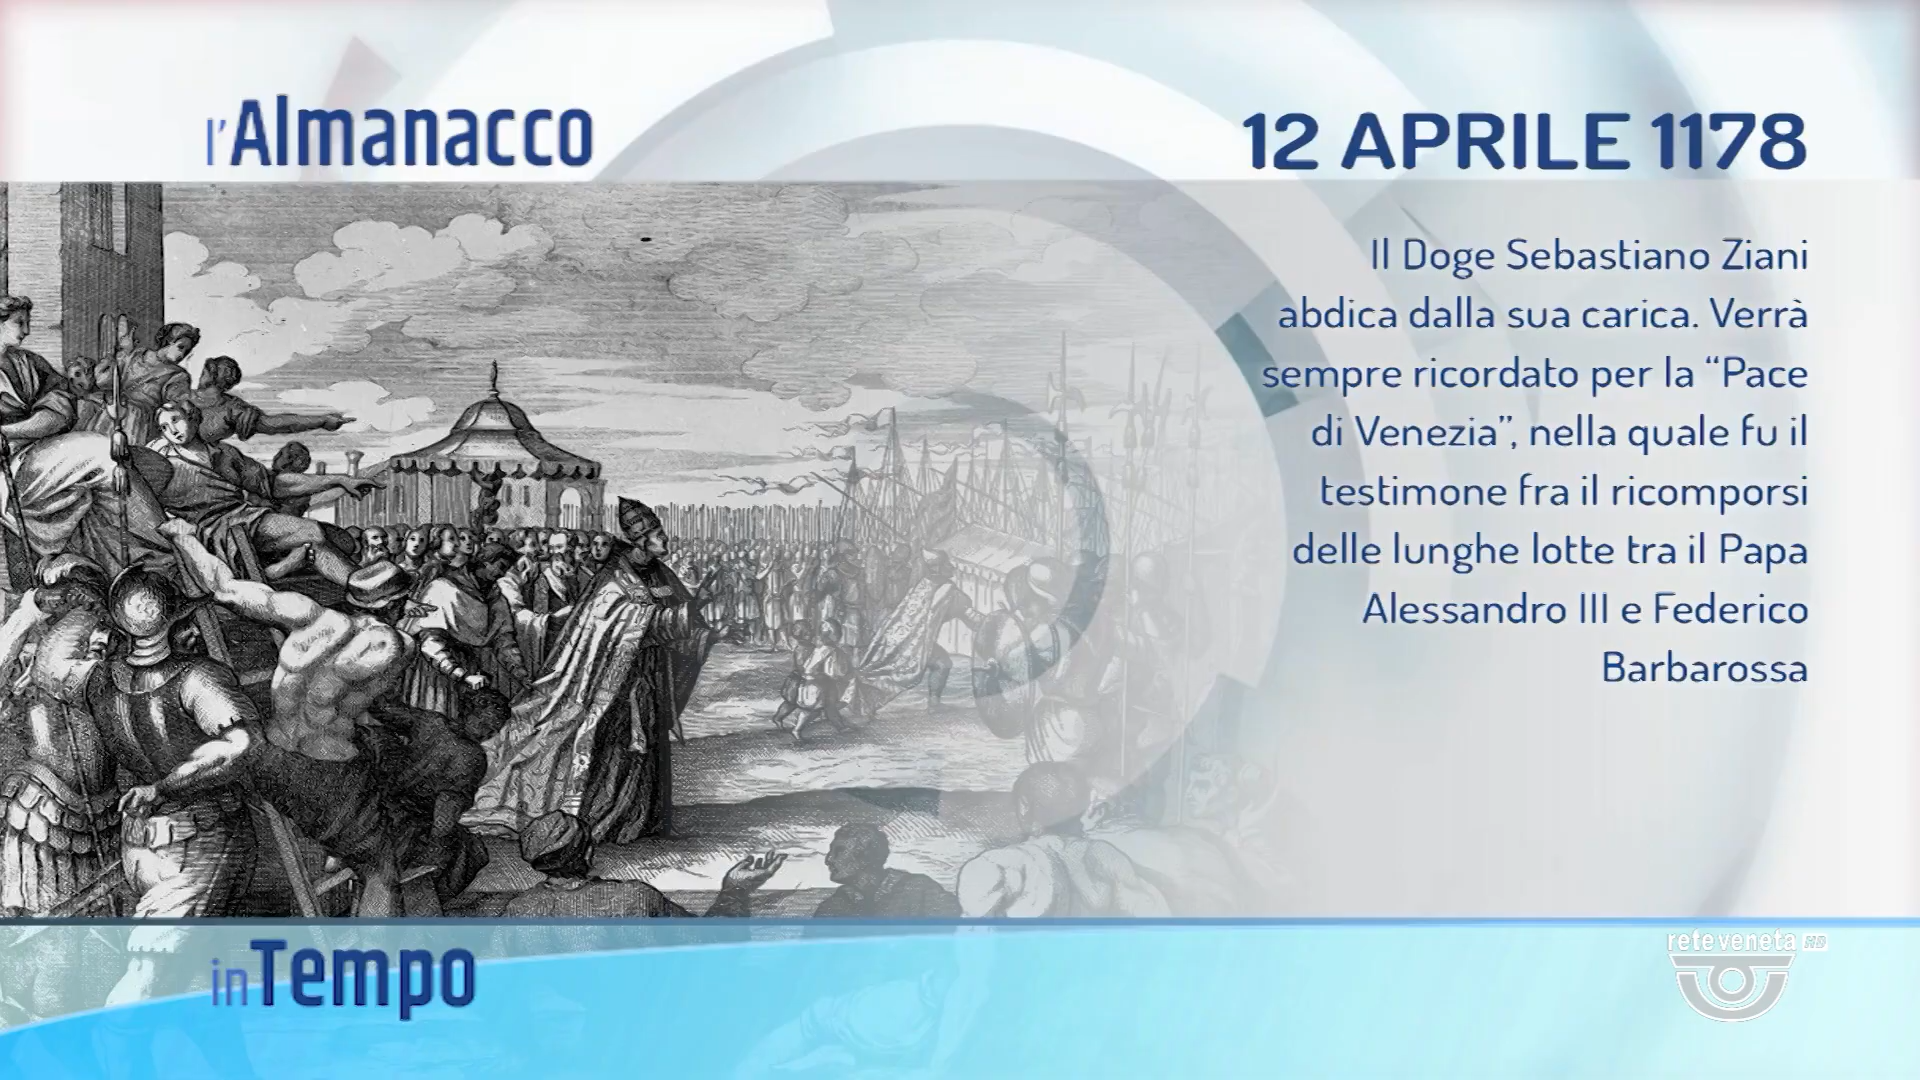 l'Almanacco
12 APRILE 1178
Il Doge Sebastiano Ziani
abdica dalla sua carica. Verrà
sempre ricordato per la “Pace
di Venezia”, nella quale fu il
testimone fra il ricomporsi
delle lunghe lotte tra il Papa
Alessandro III e Federico
Barbarossa
inTempo
reteveneta HD